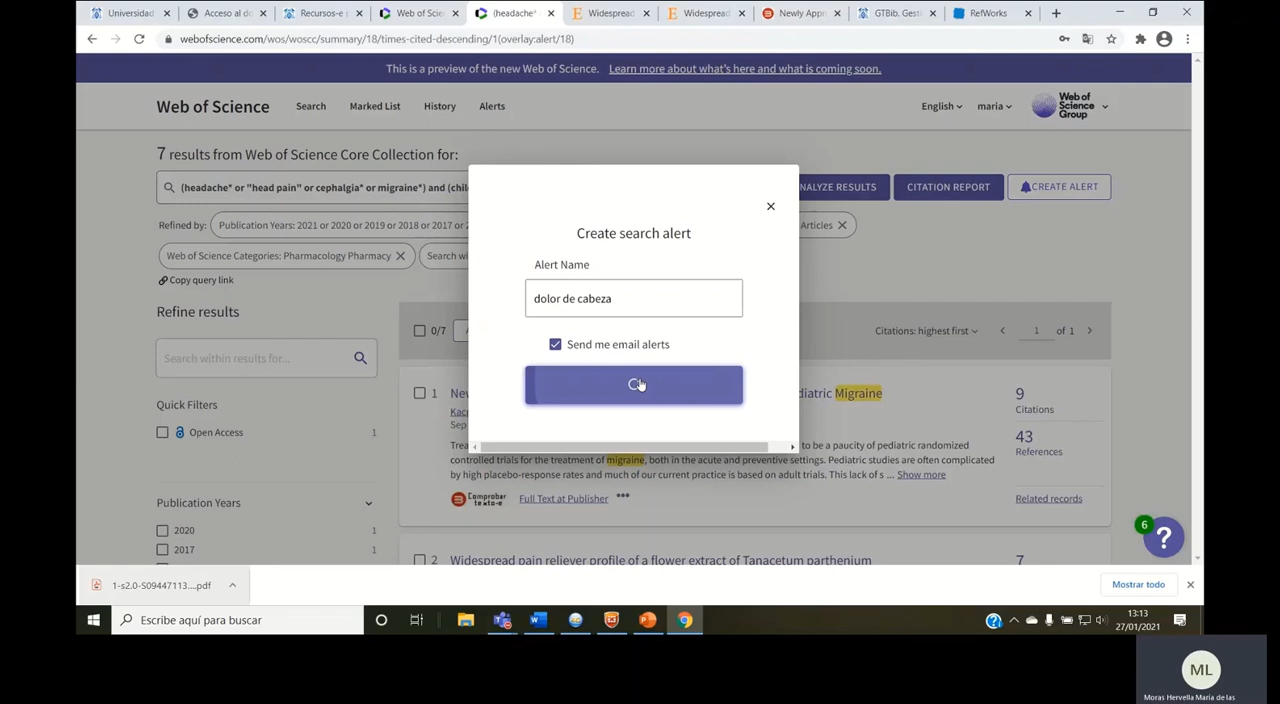 Universidad
Acceso al do
Recursos-e p
Web of Scie
(headache*
Widespread
Widespread
Newly Appr
GTBib. Gest
RefWorks
webofscience.com/wos/woscc/summary/18/times-cited-descending/1(overlay:alert/18)
This is a preview of the new Web of Science. Learn more about what's here and what is coming soon.
Web of Science Search Marked List History Alerts English maria Web of Science Group
7 results from Web of Science Core Collection for:
(headache* or "head pain" or cephalgia* or migraine*) and (chil
NALYZE RESULTS CITATION REPORT CREATE ALERT
Refined by: Publication Years: 2021 or 2020 or 2019 or 2018 or 2017 or 2 Articles
Web of Science Categories: Pharmacology Pharmacy Search wi
Copy query link
Create search alert
Alert Name
dolor de cabeza
Send me email alerts
Refine results
Search within results for...
0/7
Citations: highest first 1 of 1
Quick Filters
Open Access 1
Publication Years
2020 1
2017 1
1 Ne diatric Migraine
Kac
Sep
Trea to be a paucity of pediatric randomized
controlled trials for the treatment of migraine, both in the acute and preventive settings. Pediatric studies are often complicated
by high placebo-response rates and much of our current practice is based on adult trials. This lack of s ... Show more
Comprobar texto-e Full Text at Publisher
9
Citations
43
References
Related records
2 Widespread pain reliever profile of a flower extract of Tanacetum parthenium 7
6
?
1-s2.0-S09447113....pdf Mostrar todo
Escribe aquí para buscar
13:13
27/01/2021
ML
Moras Hervella Maria de las